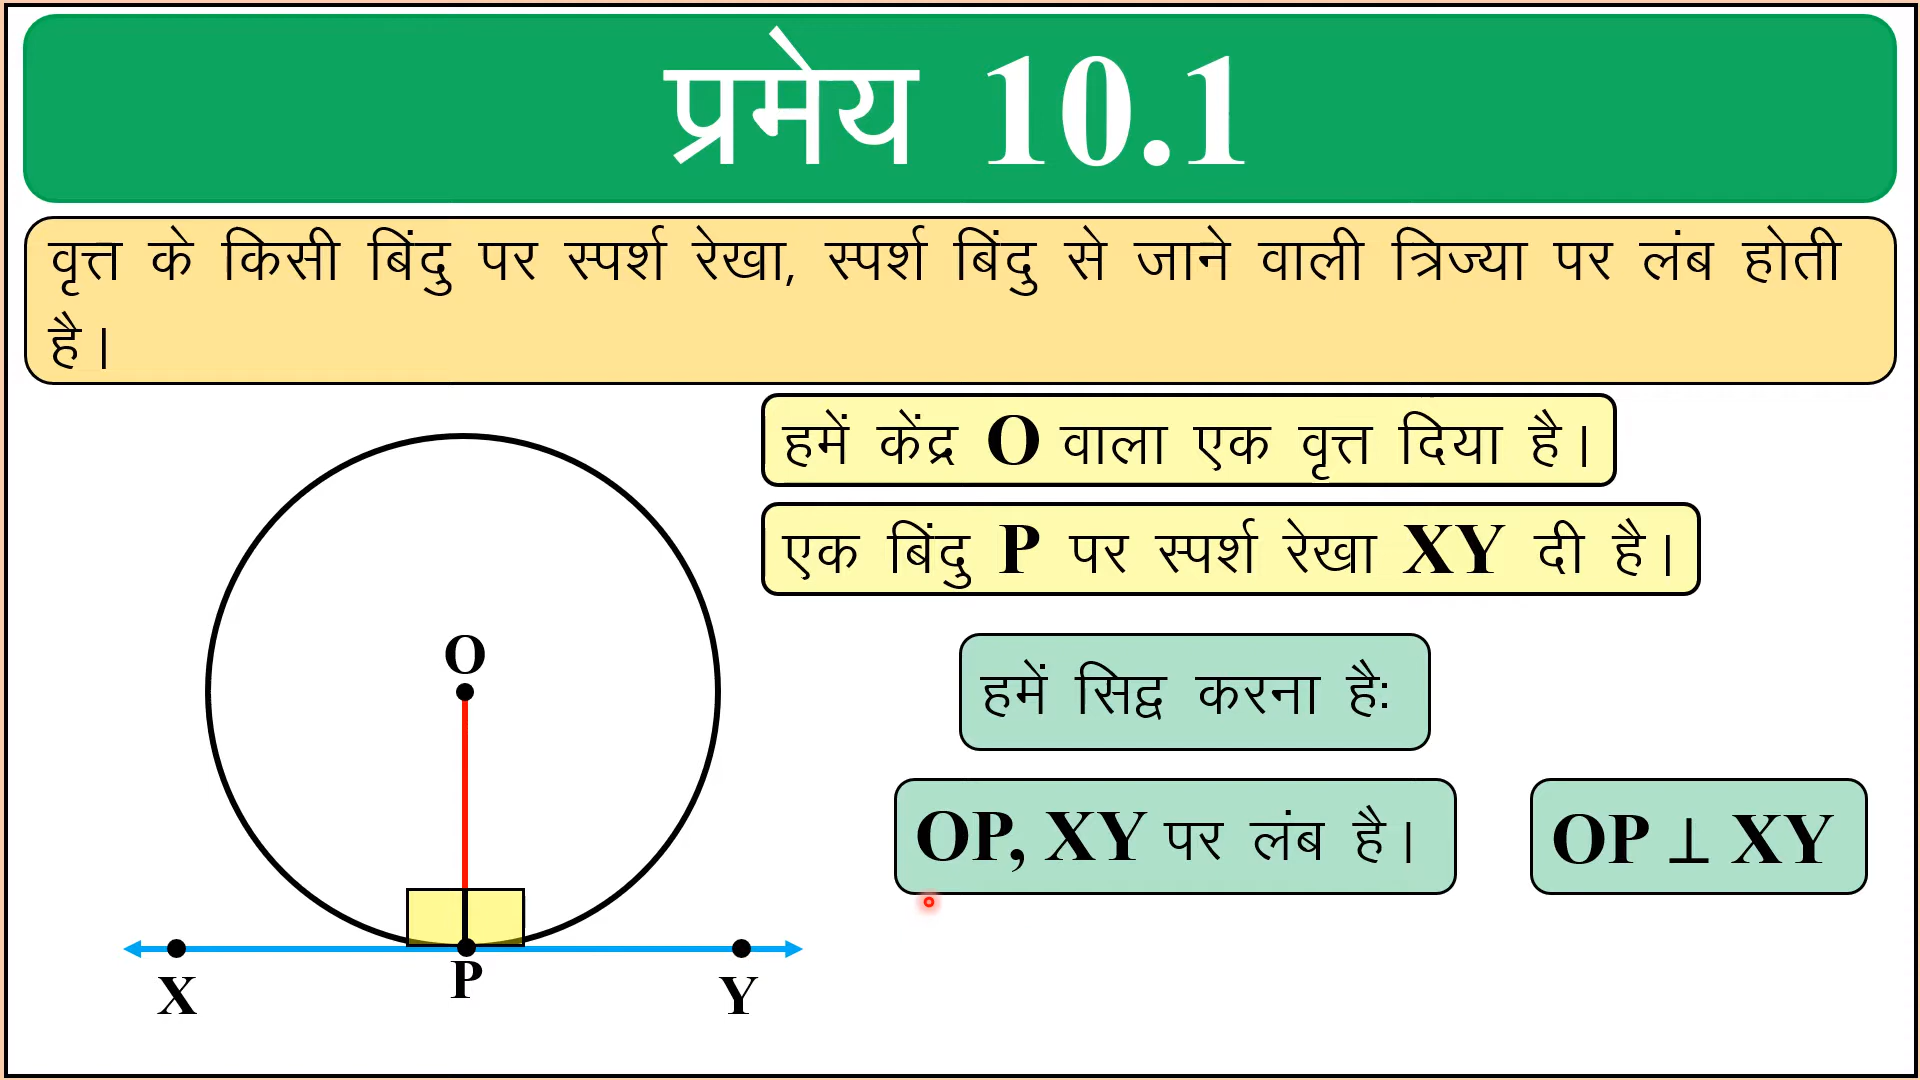 प्रमेय 10.1
वृत्त के किसी बिंदु पर स्पर्श रेखा, स्पर्श बिंदु से जाने वाली त्रिज्या पर लंब होती
है।
हमें केंद्र O वाला एक वृत्त दिया है।
एक बिंदु P पर स्पर्श रेखा XY दी है।
O
हमें सिद्व करना है:
OP, XY पर लंब है।
OP ⊥ XY
P
X
Y